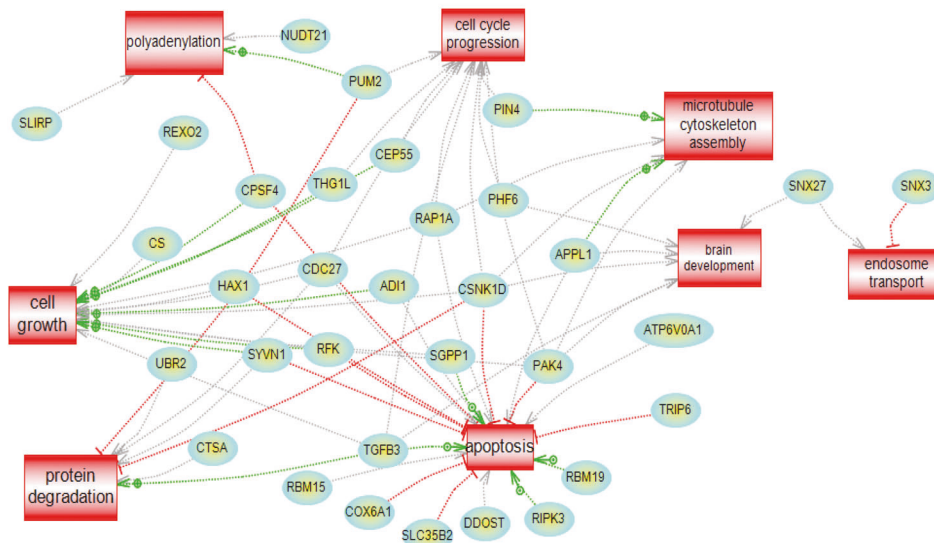 polyadenylation
NUDT21
cell cycle
progression
PUM2
PIN4
microtubule
cytoskeleton
assembly
SLIRP
REXO2
CEP55
CPSF4
THG1L
PHF6
SNX27
SNX3
RAP1A
CS
APPL1
brain
development
endosome
transport
CDC27
HAX1
ADI1
CSNK1D
cell
growth
ATP6V0A1
UBR2
SYVN1
RFK
SGPP1
PAK4
TRIP6
CTSA
TGFB3
apoptosis
protein
degradation
RBM15
RBM19
COX6A1
SLC35B2
DDOST
RIPK3